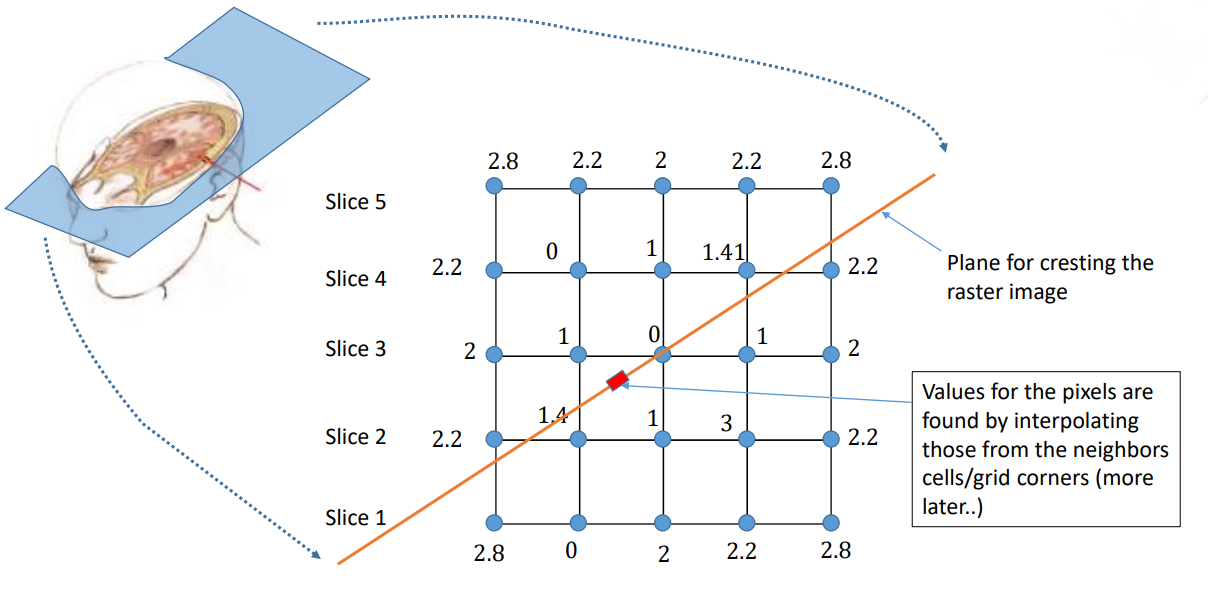 2.8 2.2 2 2.2 2.8
Slice 5
0 1 1.41
2.2 2.2
Slice 4
Plane for cresting the
raster image
1 0 1
Slice 3 2 2
Values for the pixels are
found by interpolating
those from the neighbors
cells/grid corners (more
later..)
1.4 1 3
Slice 2 2.2 2.2
Slice 1
2.8 0 2 2.2 2.8